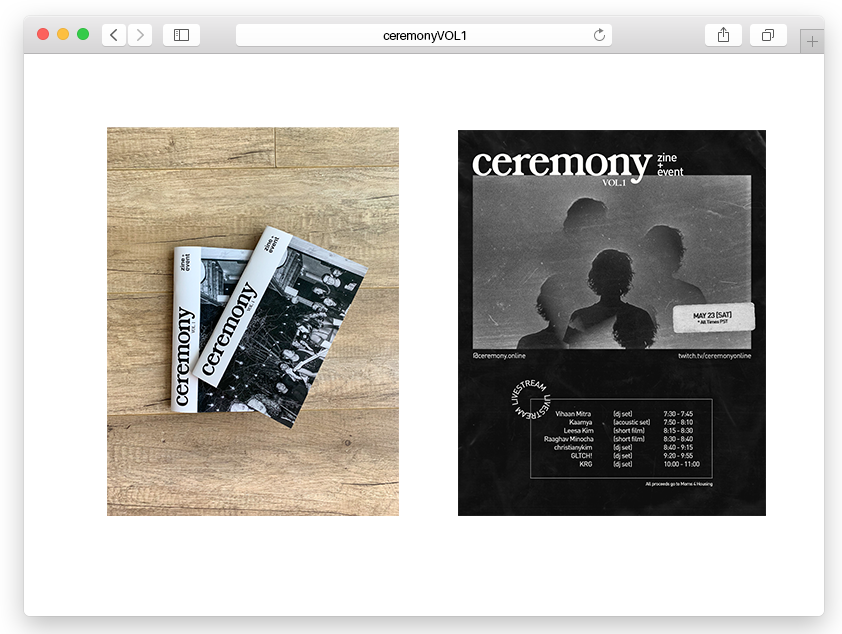 ceremonyVOL1
ceremony
VOL.1
zine +
event
ceremony
VOL.1
zine +
event
ceremony
zine
+
event
VOL.1
MAY 23 [SAT]
* All Times PST
@ceremony.online
twitch.tv/ceremonyonline
LIVESTREAM LIVESTREAM
Vihaan Mitra [dj set] 7:30 - 7:45
Kaamya [acoustic set] 7:50 - 8:10
Leesa Kim [short film] 8:15 - 8:30
Raaghav Minocha [short film] 8:30 - 8:40
christianykim [dj set] 8:40 - 9:15
GLTCH! [dj set] 9:20 - 9:55
KRG [dj set] 10:00 - 11:00
All proceeds go to Moms 4 Housing